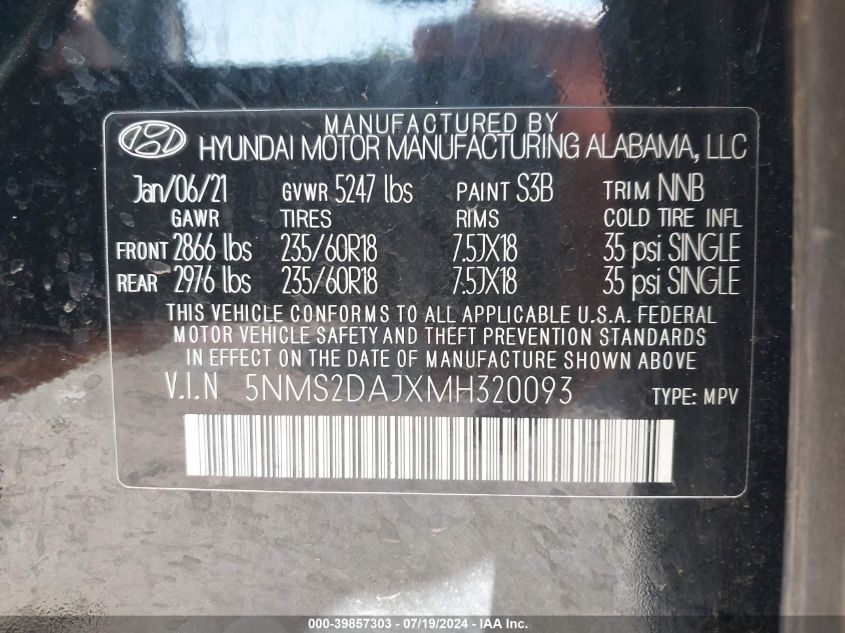 MANUFACTURED BY
HYUNDAI MOTOR MANUFACTURING ALABAMA, LLC
Jan/06/21 GVWR 5247 lbs PAINT S3B TRIM NNB
GAWR TIRES RIMS COLD TIRE INFL
FRONT 2866 lbs 235/60R18 7.5JX18 35 psi SINGLE
REAR 2976 lbs 235/60R18 7.5JX18 35 psi SINGLE
THIS VEHICLE CONFORMS TO ALL APPLICABLE U.S.A. FEDERAL
MOTOR VEHICLE SAFETY AND THEFT PREVENTION STANDARDS
IN EFFECT ON THE DATE OF MANUFACTURE SHOWN ABOVE
V.I.N 5NMS2DAJXMH320093 TYPE: MPV
000-39857303 - 07/19/2024 - IAA Inc.